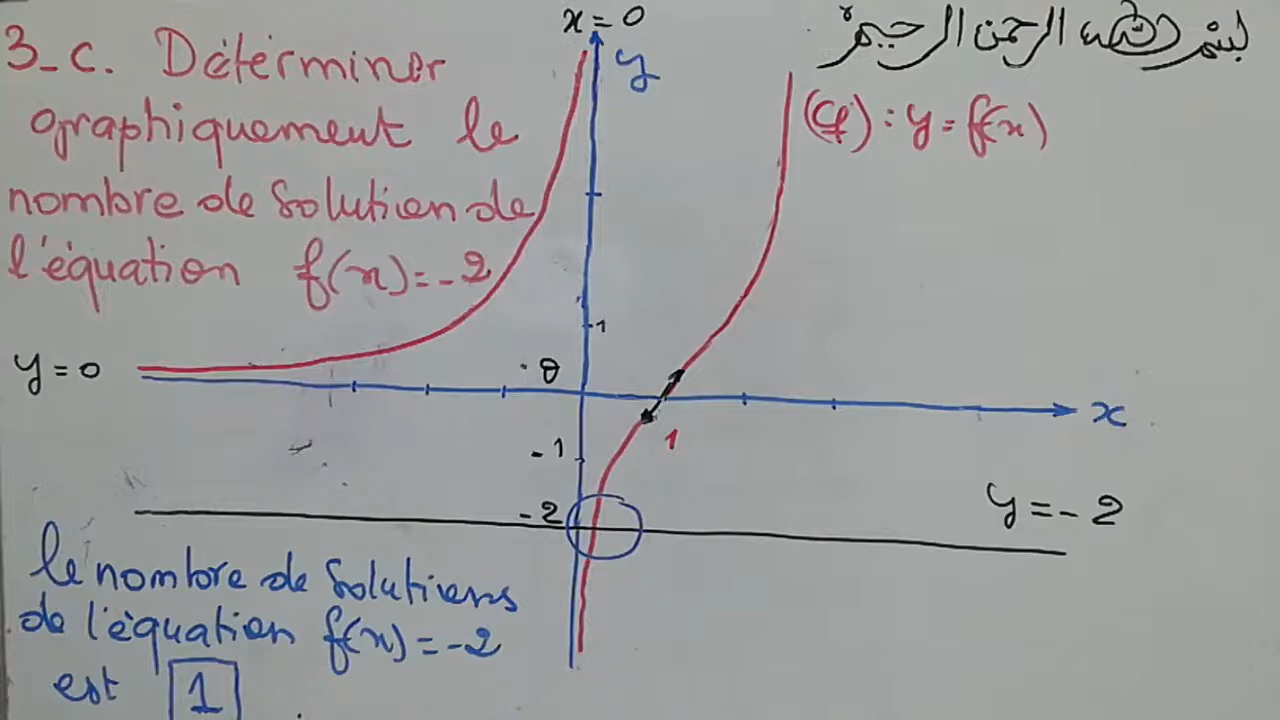 بسم الله الرحمن الرحيم
3-c. Déterminer
graphiquement le
nombre de solution de
l'équation f(x)=-2
x=0
y
(Cf): y=f(x)
1
y=0
0
x
1
-1
-2
y=-2
le nombre de solutions
de l'équation f(x)=-2
est 1